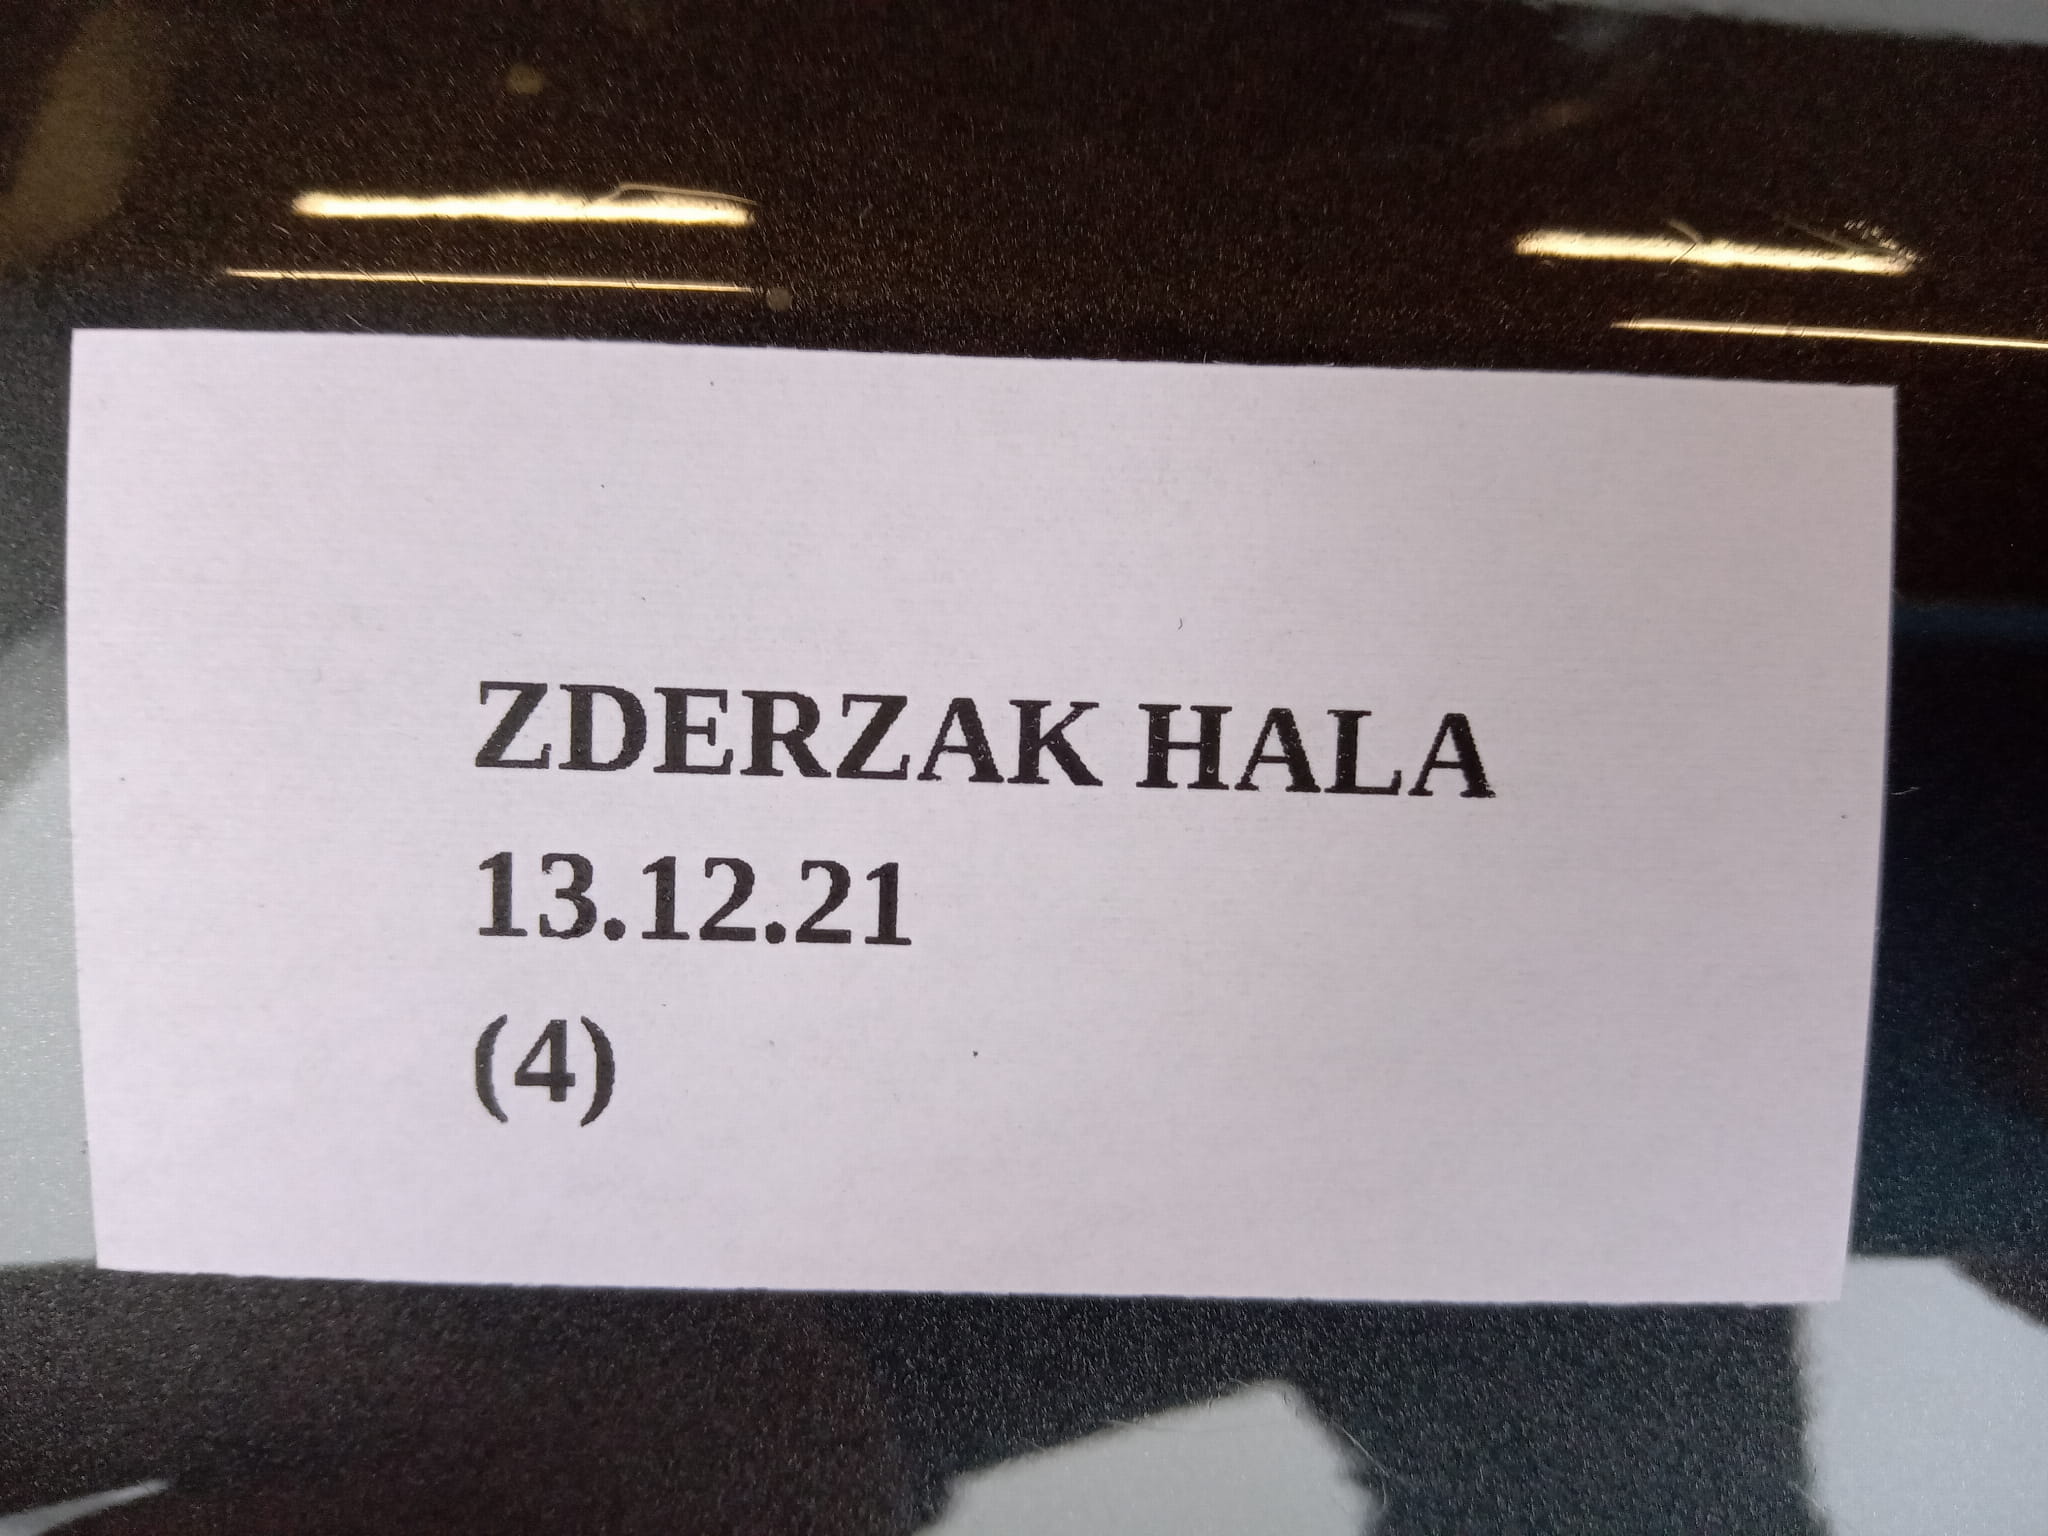 ZDERZAK HALA
13.12.21
(4)